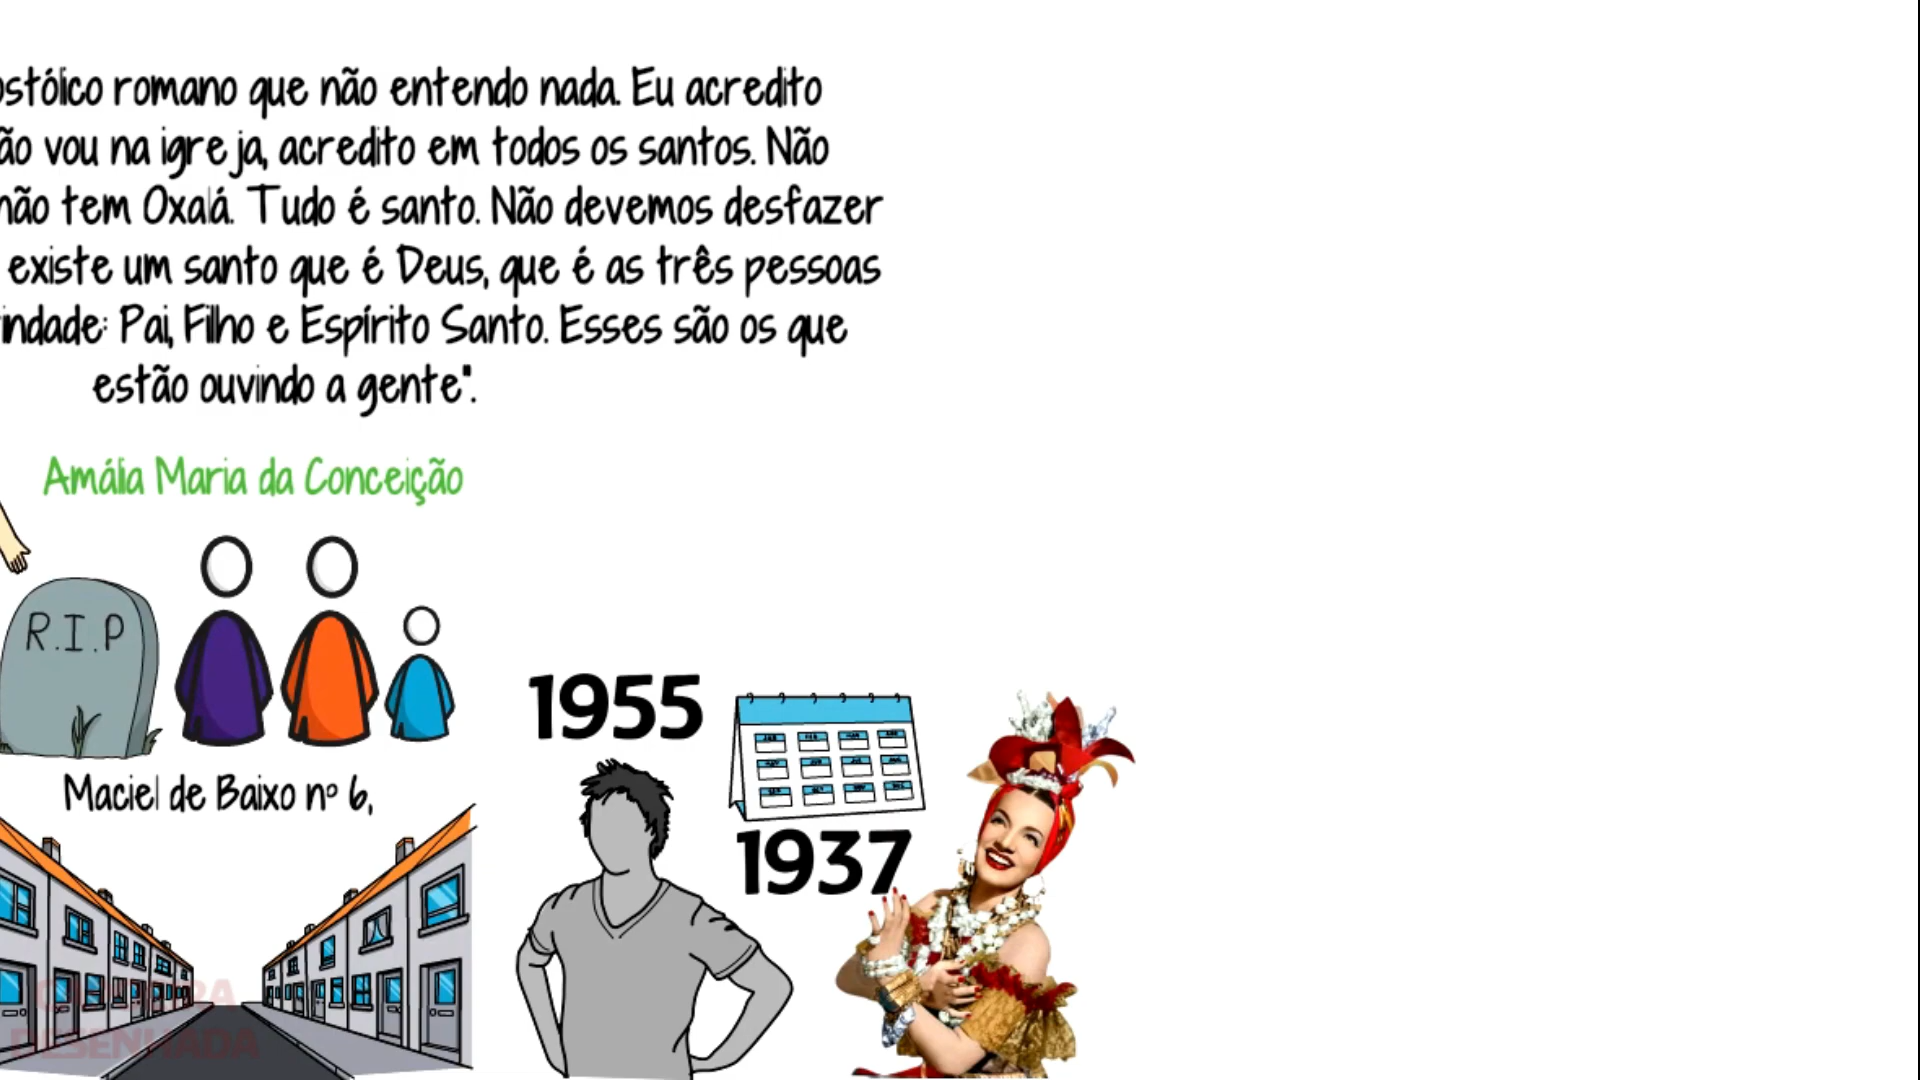 ostólico romano que não entendo nada. Eu acredito
ão vou na igreja, acredito em todos os santos. Não
não tem Oxalá. Tudo é santo. Não devemos desfazer
existe um santo que é Deus, que é as três pessoas
indade: Pai, Filho e Espírito Santo. Esses são os que
estão ouvindo a gente".
Amália Maria da Conceição
R.I.P
1955
Maciel de Baixo nº 6,
1937
DESENHADA